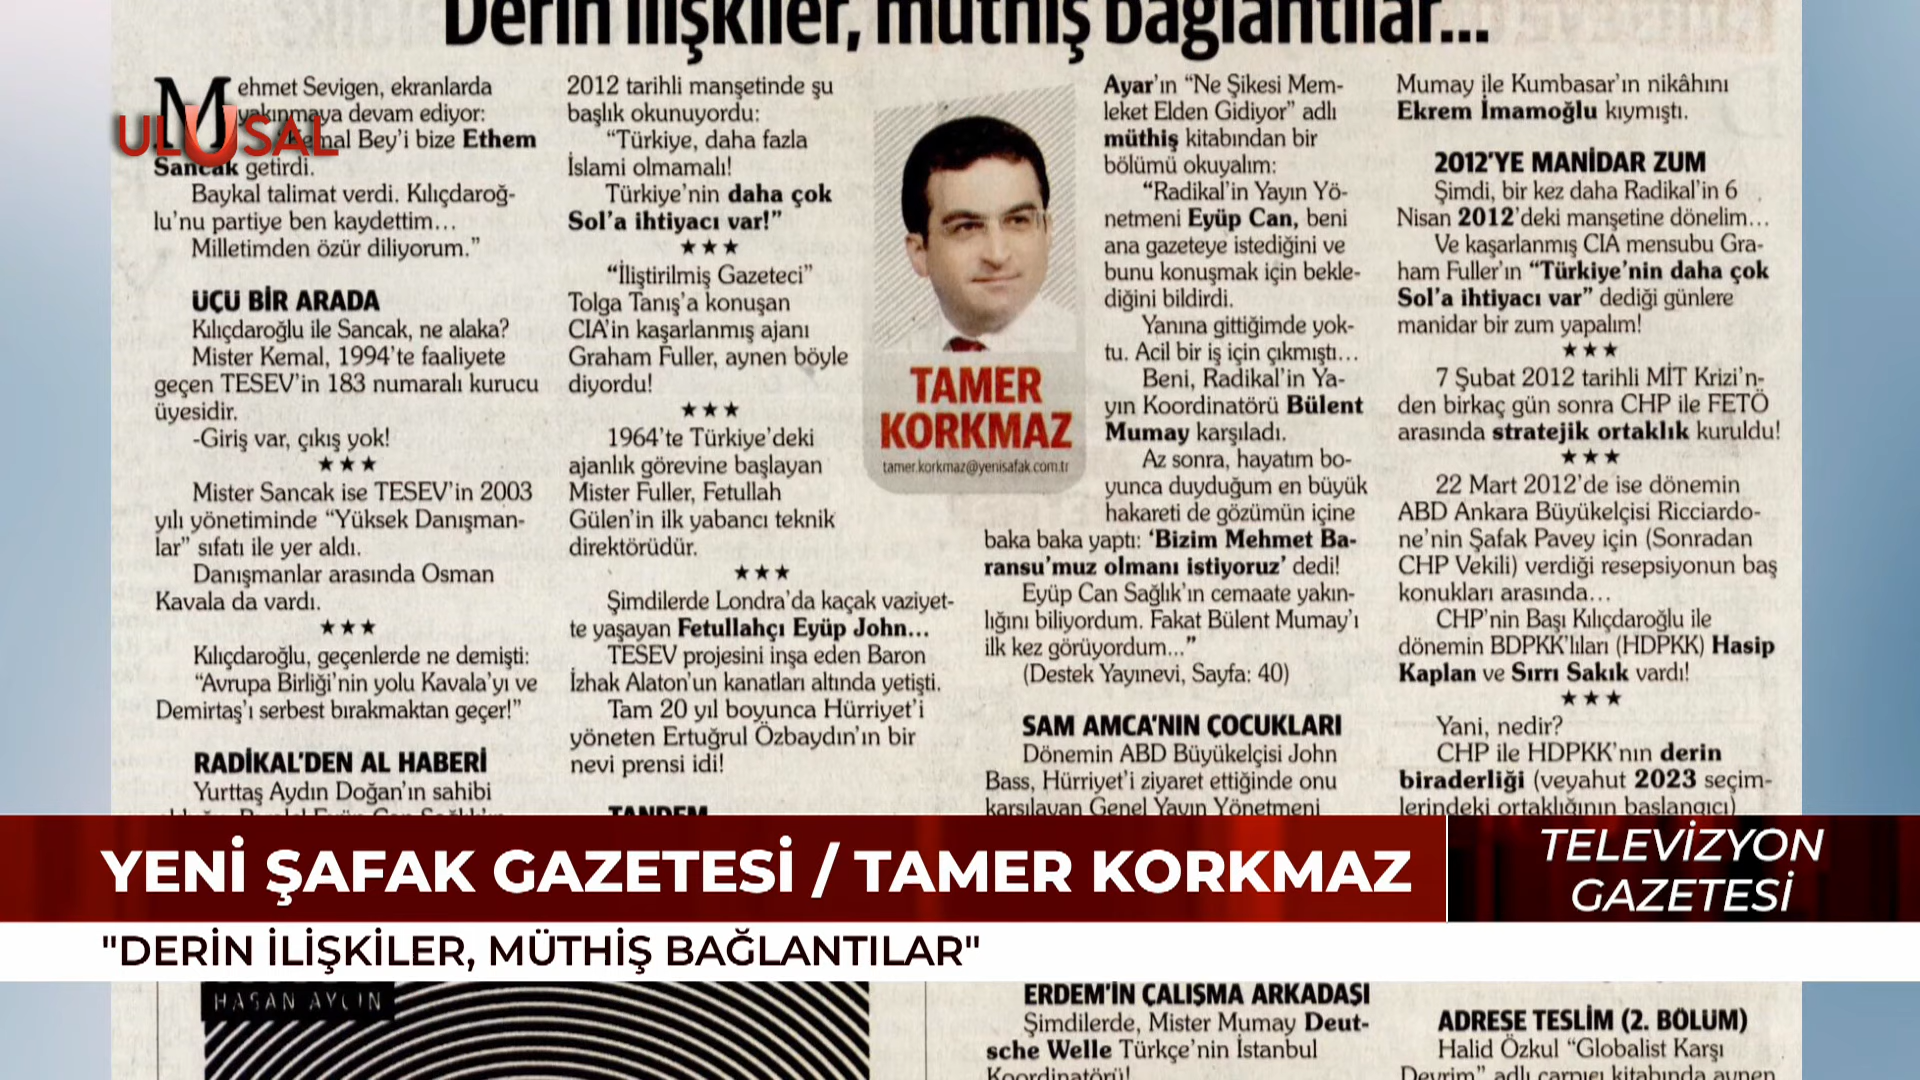 Derin ilişkiler, müthiş bağlantılar...
Mehmet Sevigen, ekranlarda
yakınmaya devam ediyor:
Bey'i bize Ethem
Sancak getirdi.
Baykal talimat verdi. Kılıçdaroğ-
lu'nu partiye ben kaydettim...
Milletimden özür diliyorum."
ÜÇÜ BİR ARADA
Kılıçdaroğlu ile Sancak, ne alaka?
Mister Kemal, 1994'te faaliyete
geçen TESEV'in 183 numaralı kurucu
üyesidir.
-Giriş var, çıkış yok!
★★★
Mister Sancak ise TESEV'in 2003
yılı yönetiminde "Yüksek Danışman-
lar" sıfatı ile yer aldı.
Danışmanlar arasında Osman
Kavala da vardı.
★★★
Kılıçdaroğlu, geçenlerde ne demişti:
"Avrupa Birliği'nin yolu Kavala'yı ve
Demirtaş'ı serbest bırakmaktan geçer!"
RADİKAL'DEN AL HABERİ
Yurttaş Aydın Doğan'ın sahibi
2012 tarihli manşetinde şu
başlık okunuyordu:
"Türkiye, daha fazla
İslami olmamalı!
Türkiye'nin daha çok
Sol'a ihtiyacı var!"
★★★
"İliştirilmiş Gazeteci"
Tolga Tanış'a konuşan
CIA'in kaşarlanmış ajanı
Graham Fuller, aynen böyle
diyordu!
★★★
1964'te Türkiye'deki
ajanlık görevine başlayan
Mister Fuller, Fetullah
Gülen'in ilk yabancı teknik
direktörüdür.
★★★
Şimdilerde Londra'da kaçak vaziyet-
te yaşayan Fetullahçı Eyüp John...
TESEV projesini inşa eden Baron
İzhak Alaton'un kanatları altında yetişti.
Tam 20 yıl boyunca Hürriyet'i
yöneten Ertuğrul Özbaydın'ın bir
nevi prensi idi!
TANDEM
TAMER
KORKMAZ
tamer.korkmaz@yenisafak.com.tr
Ayar'ın "Ne Şikesi Mem-
leket Elden Gidiyor" adlı
müthiş kitabından bir
bölümü okuyalım:
"Radikal'in Yayın Yö-
netmeni Eyüp Can, beni
ana gazeteye istediğini ve
bunu konuşmak için bekle-
diğini bildirdi.
Yanına gittiğimde yok-
tu. Acil bir iş için çıkmıştı...
Beni, Radikal'in Ya-
yın Koordinatörü Bülent
Mumay karşıladı.
Az sonra, hayatım bo-
yunca duyduğum en büyük
hakareti de gözümün içine
baka baka yaptı: 'Bizim Mehmet Ba-
ransu'muz olmanı istiyoruz' dedi!
Eyüp Can Sağlık'ın cemaate yakın-
lığını biliyordum. Fakat Bülent Mumay'ı
ilk kez görüyordum..."
(Destek Yayınevi, Sayfa: 40)
SAM AMCA'NIN ÇOCUKLARI
Dönemin ABD Büyükelçisi John
Bass, Hürriyet'i ziyaret ettiğinde onu
karşılayan Genel Yayın Yönetmeni
Mumay ile Kumbasar'ın nikâhını
Ekrem İmamoğlu kıymıştı.
2012'YE MANİDAR ZUM
Şimdi, bir kez daha Radikal'in 6
Nisan 2012'deki manşetine dönelim...
Ve kaşarlanmış CIA mensubu Gra-
ham Fuller'ın "Türkiye'nin daha çok
Sol'a ihtiyacı var" dediği günlere
manidar bir zum yapalım!
★★★
7 Şubat 2012 tarihli MİT Krizi'n-
den birkaç gün sonra CHP ile FETÖ
arasında stratejik ortaklık kuruldu!
★★★
22 Mart 2012'de ise dönemin
ABD Ankara Büyükelçisi Ricciardo-
ne'nin Şafak Pavey için (Sonradan
CHP Vekili) verdiği resepsiyonun baş
konukları arasında...
CHP'nin Başı Kılıçdaroğlu ile
dönemin BDPKK'lıları (HDPKK) Hasip
Kaplan ve Sırrı Sakık vardı!
★★★
Yani, nedir?
CHP ile HDPKK'nın derin
biraderliği (veyahut 2023 seçim-
lerindeki ortaklığının başlangıcı)
ULUSAL
YENİ ŞAFAK GAZETESİ / TAMER KORKMAZ
TELEVİZYON
GAZETESİ
"DERİN İLİŞKİLER, MÜTHİŞ BAĞLANTILAR"
HASAN AYCIN
ERDEM'İN ÇALIŞMA ARKADAŞI
Şimdilerde, Mister Mumay Deut-
sche Welle Türkçe'nin İstanbul
Koordinatörü!
ADRESE TESLİM (2. BÖLÜM)
Halid Özkul "Globalist Karşı
Devrim" adlı çarpıcı kitabında aynen